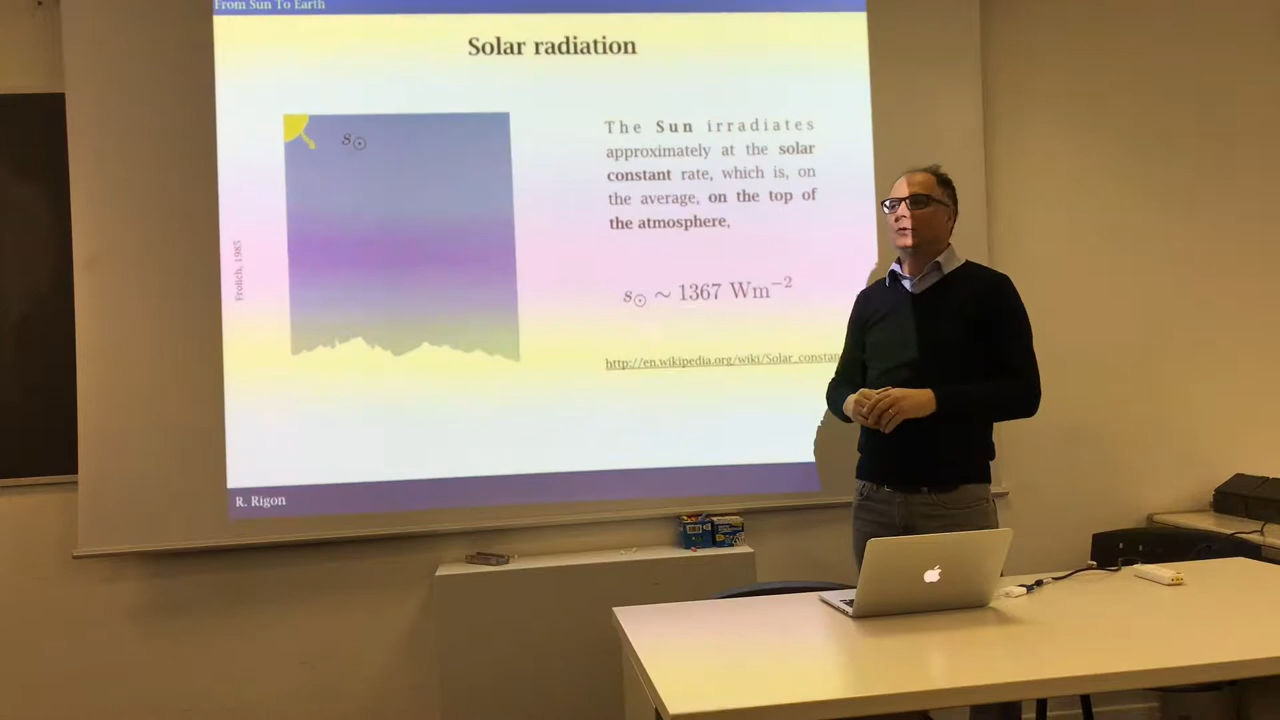 From Sun To Earth
Solar radiation
s☉
The Sun irradiates
approximately at the solar
constant rate, which is, on
the average, on the top of
the atmosphere,
s☉ ∼ 1367 Wm⁻²
http://en.wikipedia.org/wiki/Solar_constan
Frolich, 1985
R. Rigon